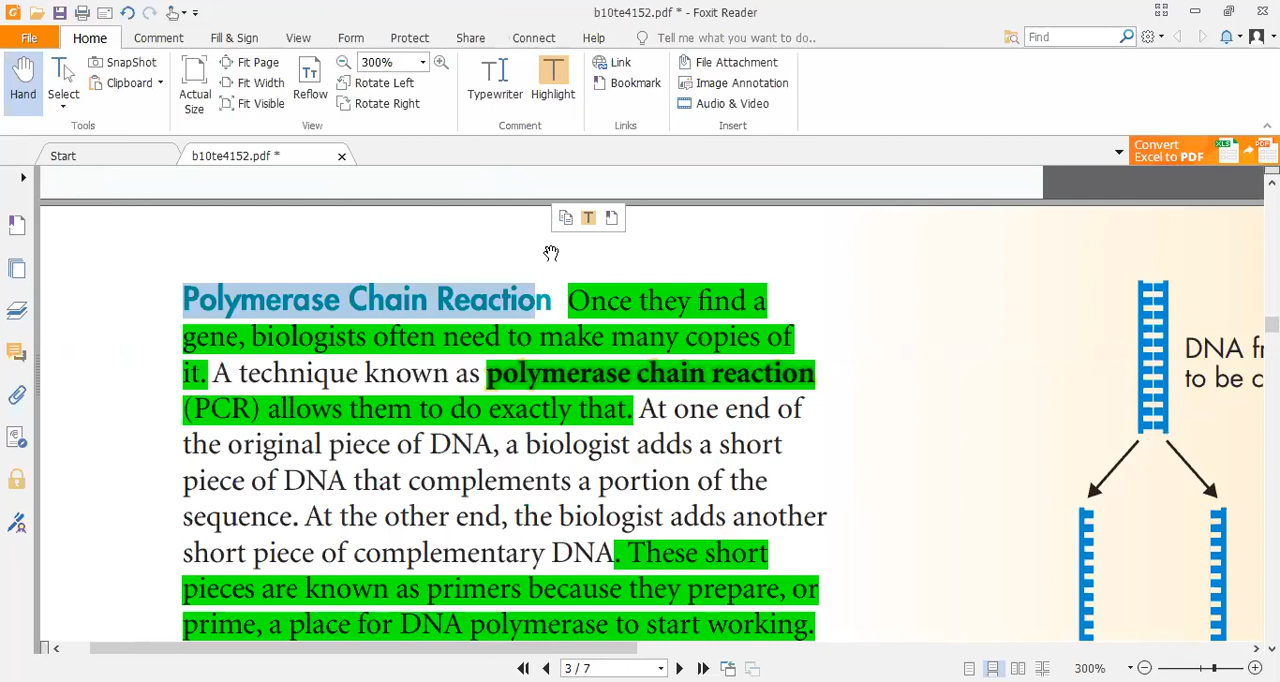 b10te4152.pdf * - Foxit Reader
File Home Comment Fill & Sign View Form Protect Share Connect Help Tell me what you want to do.. Find
Hand Select SnapShot Clipboard Actual Size Fit Page Fit Width Fit Visible Reflow 300% Rotate Left Rotate Right Typewriter Highlight Link Bookmark File Attachment Image Annotation Audio & Video
Tools View Comment Links Insert
Start b10te4152.pdf * Convert Excel to PDF XLS PDF
Polymerase Chain Reaction Once they find a
gene, biologists often need to make many copies of
it. A technique known as polymerase chain reaction
(PCR) allows them to do exactly that. At one end of
the original piece of DNA, a biologist adds a short
piece of DNA that complements a portion of the
sequence. At the other end, the biologist adds another
short piece of complementary DNA. These short
pieces are known as primers because they prepare, or
prime, a place for DNA polymerase to start working.
DNA fr
to be c
3 / 7 300%